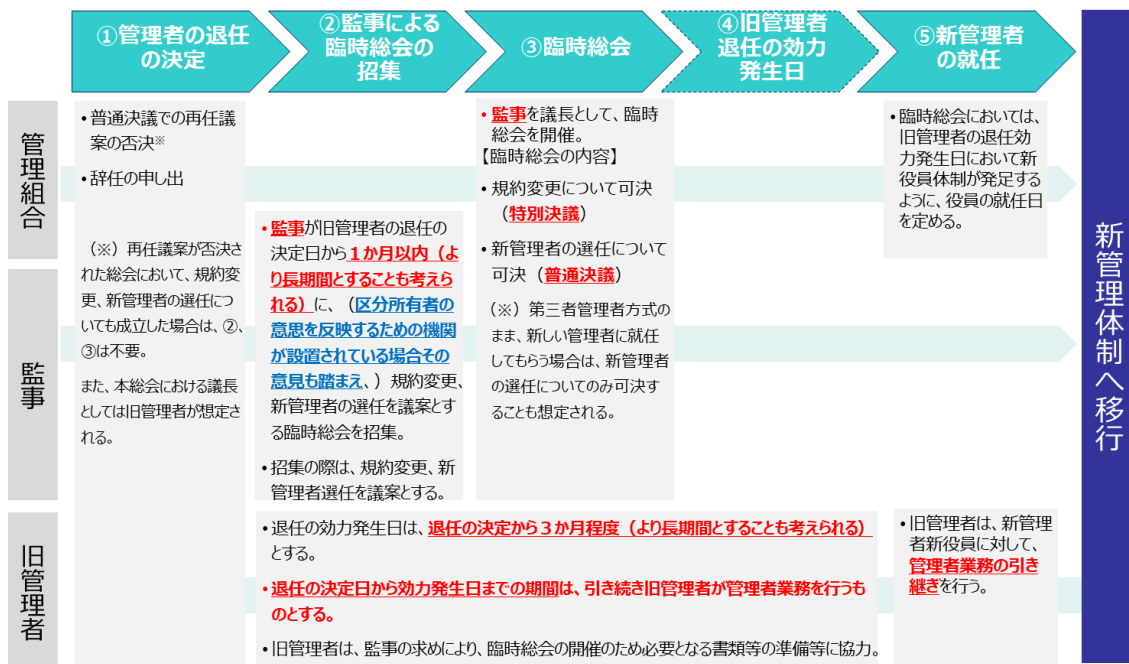 ①管理者の退任
の決定
②監事による
臨時総会の
招集
③臨時総会
④旧管理者
退任の効力
発生日
⑤新管理者
の就任
管理組合
監事
旧管理者
・普通決議での再任議
案の否決※
・辞任の申し出
（※）再任議案が否決さ
れた総会において、規約変
更、新管理者の選任につ
いても成立した場合は、②、
③は不要。
また、本総会における議長
としては旧管理者が想定さ
れる。
・監事が旧管理者の退任の
決定日から１か月以内（よ
り長期間とすることも考えら
れる）に、（区分所有者の
意思を反映するための機関
が設置されている場合その
意見も踏まえ、）規約変更、
新管理者の選任を議案とす
る臨時総会を招集。
・招集の際は、規約変更、新
管理者選任を議案とする。
・監事を議長として、臨時
総会を開催。
【臨時総会の内容】
・規約変更について可決
（特別決議）
・新管理者の選任について
可決（普通決議）
（※）第三者管理者方式の
まま、新しい管理者に就任
してもらう場合は、新管理者
の選任についてのみ可決す
ることも想定される。
・臨時総会においては、
旧管理者の退任効
力発生日において新
役員体制が発足する
ように、役員の就任日
を定める。
・退任の効力発生日は、退任の決定から３か月程度（より長期間とすることも考えられる）
とする。
・退任の決定日から効力発生日までの期間は、引き続き旧管理者が管理者業務を行うも
のとする。
・旧管理者は、監事の求めにより、臨時総会の開催のため必要となる書類等の準備等に協力。
・旧管理者は、新管理
者新役員に対して、
管理者業務の引き
継ぎを行う。
新管理体制へ移行